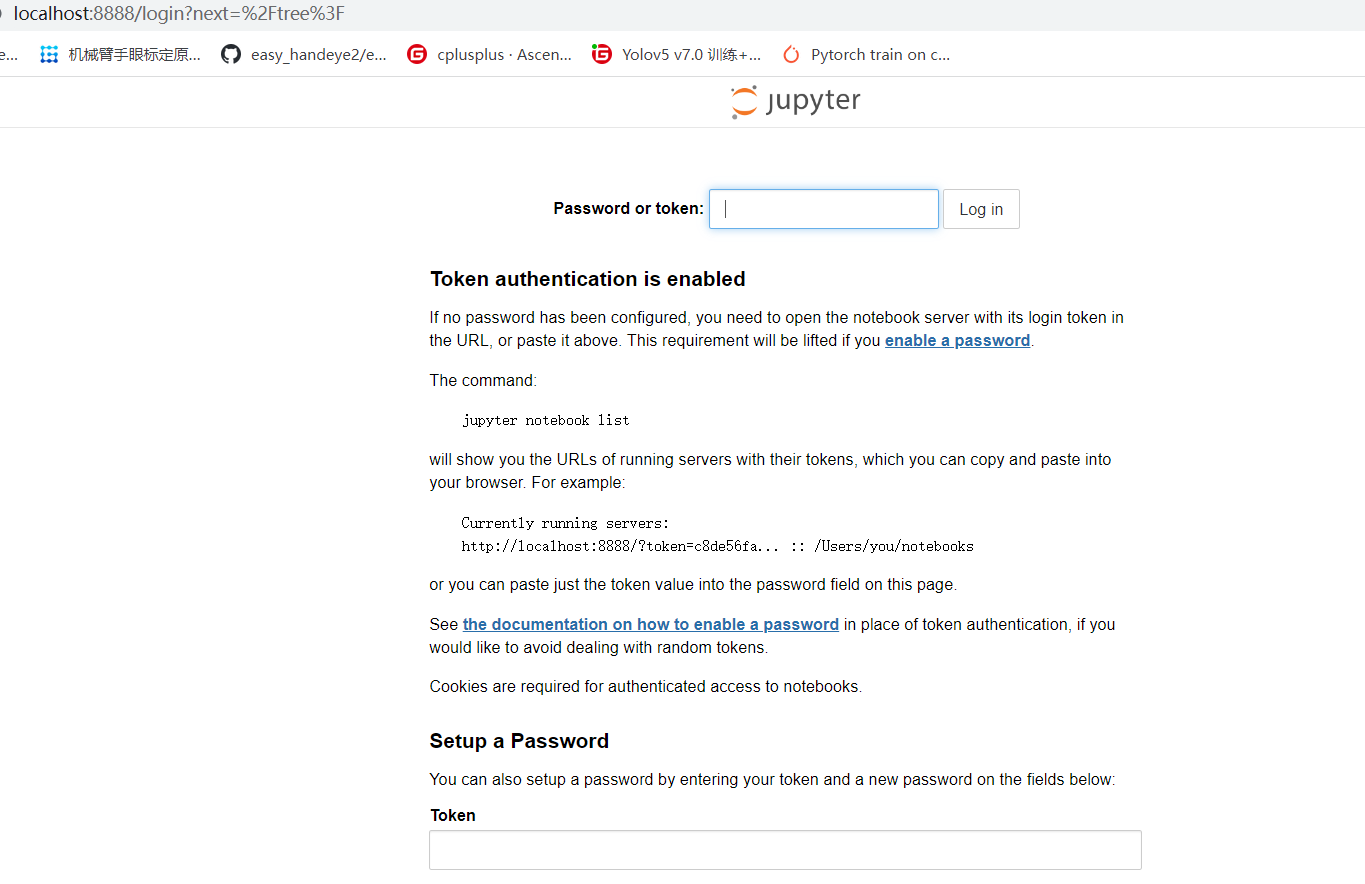 localhost:8888/login?next=%2Ftree%3F
e... 机械臂手眼标定原... easy_handeye2/e... cplusplus · Ascen... Yolov5 v7.0 训练+... Pytorch train on c...
jupyter
Password or token: Log in
Token authentication is enabled
If no password has been configured, you need to open the notebook server with its login token in
the URL, or paste it above. This requirement will be lifted if you enable a password.
The command:
jupyter notebook list
will show you the URLs of running servers with their tokens, which you can copy and paste into
your browser. For example:
Currently running servers:
http://localhost:8888/?token=c8de56fa... :: /Users/you/notebooks
or you can paste just the token value into the password field on this page.
See the documentation on how to enable a password in place of token authentication, if you
would like to avoid dealing with random tokens.
Cookies are required for authenticated access to notebooks.
Setup a Password
You can also setup a password by entering your token and a new password on the fields below:
Token